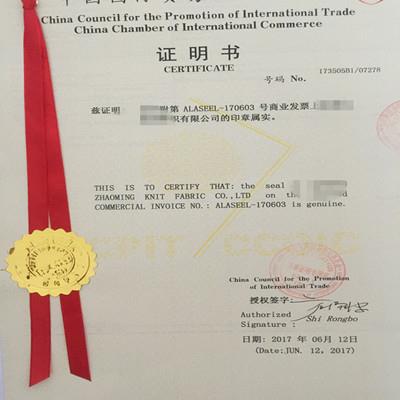 China Council for the Promotion of International Trade
China Chamber of International Commerce
证明书
CERTIFICATE
号码 No. 173505B1/07278
兹证明 附第 ALASEEL-170603 号商业发票上
织有限公司的印章属实。
THIS IS TO CERTIFY THAT: the seal
ZHAOMING KNIT FABRIC CO.,LTD on the
COMMERCIAL INVOICE NO.: ALASEEL-170603 is genuine.
China Council for the Promotion
of International Trade
授权签字:
Authorized
Signature :
Shi Rongbo
日期: 2017 年 06 月 12日
(Date:JUN. 12, 2017)